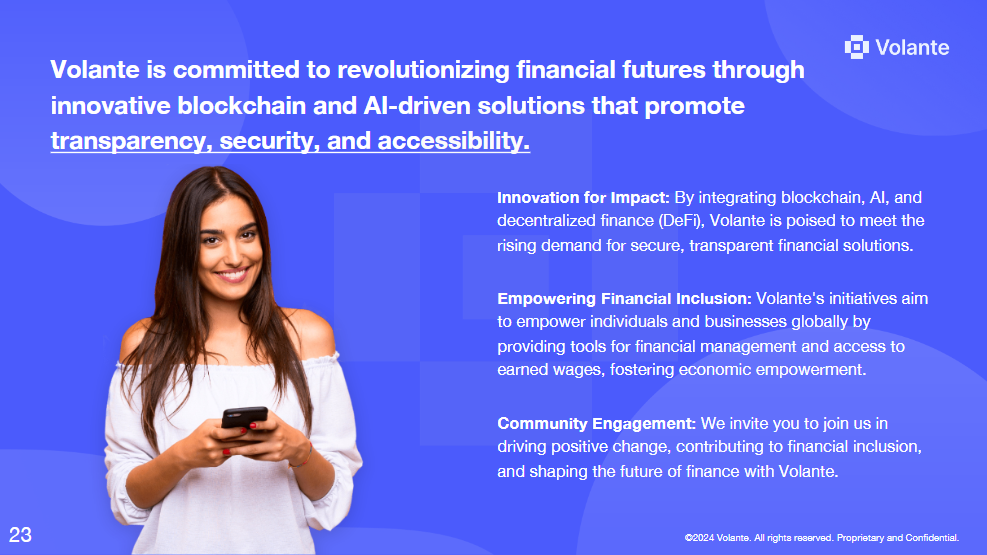 Volante
Volante is committed to revolutionizing financial futures through
innovative blockchain and AI-driven solutions that promote
transparency, security, and accessibility.
Innovation for Impact: By integrating blockchain, AI, and
decentralized finance (DeFi), Volante is poised to meet the
rising demand for secure, transparent financial solutions.
Empowering Financial Inclusion: Volante's initiatives aim
to empower individuals and businesses globally by
providing tools for financial management and access to
earned wages, fostering economic empowerment.
Community Engagement: We invite you to join us in
driving positive change, contributing to financial inclusion,
and shaping the future of finance with Volante.
23
©2024 Volante. All rights reserved. Proprietary and Confidential.